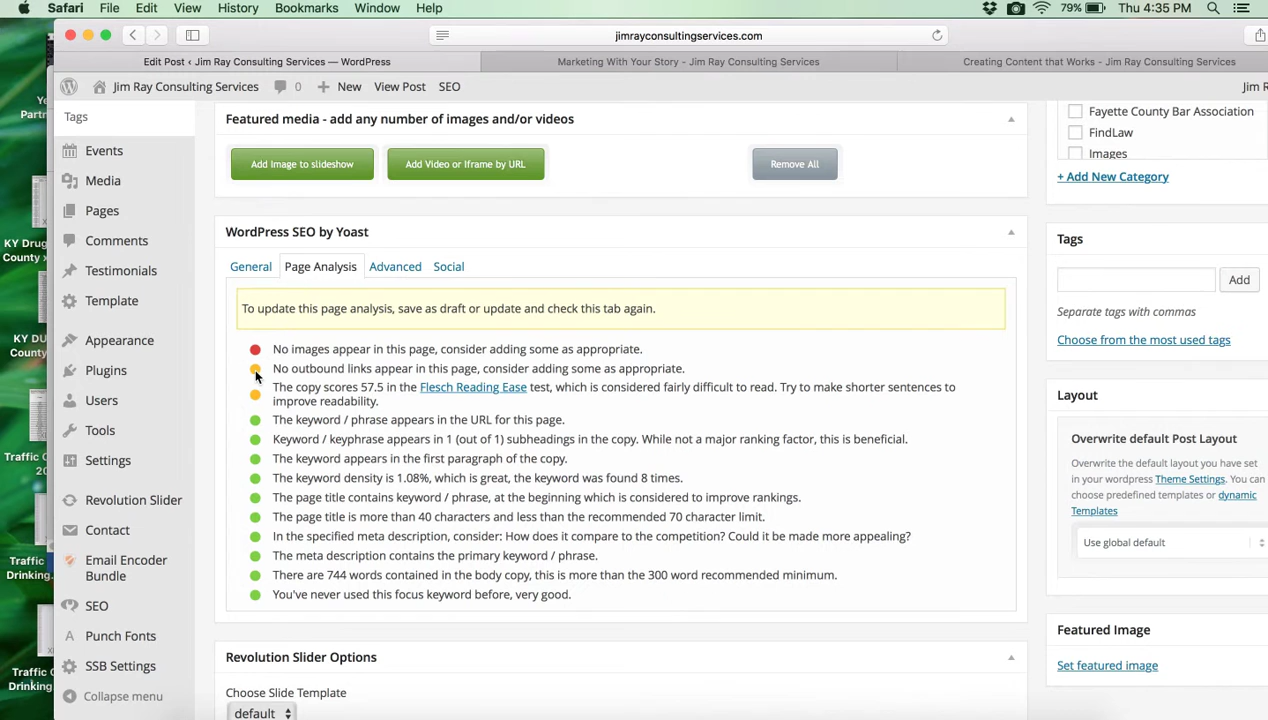 Safari File Edit View History Bookmarks Window Help 79% Thu 4:35 PM
jimrayconsultingservices.com
Edit Post ‹ Jim Ray Consulting Services — WordPress Marketing With Your Story - Jim Ray Consulting Services Creating Content that Works - Jim Ray Consulting Services
Jim Ray Consulting Services 0 New View Post SEO Jim R
Tags
Events
Media
Pages
Comments
Testimonials
Template
Appearance
Plugins
Users
Tools
Settings
Revolution Slider
Contact
Email Encoder
Bundle
SEO
Punch Fonts
SSB Settings
Collapse menu
Featured media - add any number of images and/or videos
Add Image to slideshow Add Video or Iframe by URL Remove All
WordPress SEO by Yoast
General Page Analysis Advanced Social
To update this page analysis, save as draft or update and check this tab again.
No images appear in this page, consider adding some as appropriate.
No outbound links appear in this page, consider adding some as appropriate.
The copy scores 57.5 in the Flesch Reading Ease test, which is considered fairly difficult to read. Try to make shorter sentences to
improve readability.
The keyword / phrase appears in the URL for this page.
Keyword / keyphrase appears in 1 (out of 1) subheadings in the copy. While not a major ranking factor, this is beneficial.
The keyword appears in the first paragraph of the copy.
The keyword density is 1.08%, which is great, the keyword was found 8 times.
The page title contains keyword / phrase, at the beginning which is considered to improve rankings.
The page title is more than 40 characters and less than the recommended 70 character limit.
In the specified meta description, consider: How does it compare to the competition? Could it be made more appealing?
The meta description contains the primary keyword / phrase.
There are 744 words contained in the body copy, this is more than the 300 word recommended minimum.
You've never used this focus keyword before, very good.
Revolution Slider Options
Choose Slide Template
default
Fayette County Bar Association
FindLaw
Images
+ Add New Category
Tags
Add
Separate tags with commas
Choose from the most used tags
Layout
Overwrite default Post Layout
Overwrite the default layout you have set
in your wordpress Theme Settings. You can
choose predefined templates or dynamic
Templates
Use global default
Featured Image
Set featured image
Ye
Partn
KY Drug
County x
KY DU
County
Traffic C
20
Traffic
Drinking.
Traffic C
Drinking.